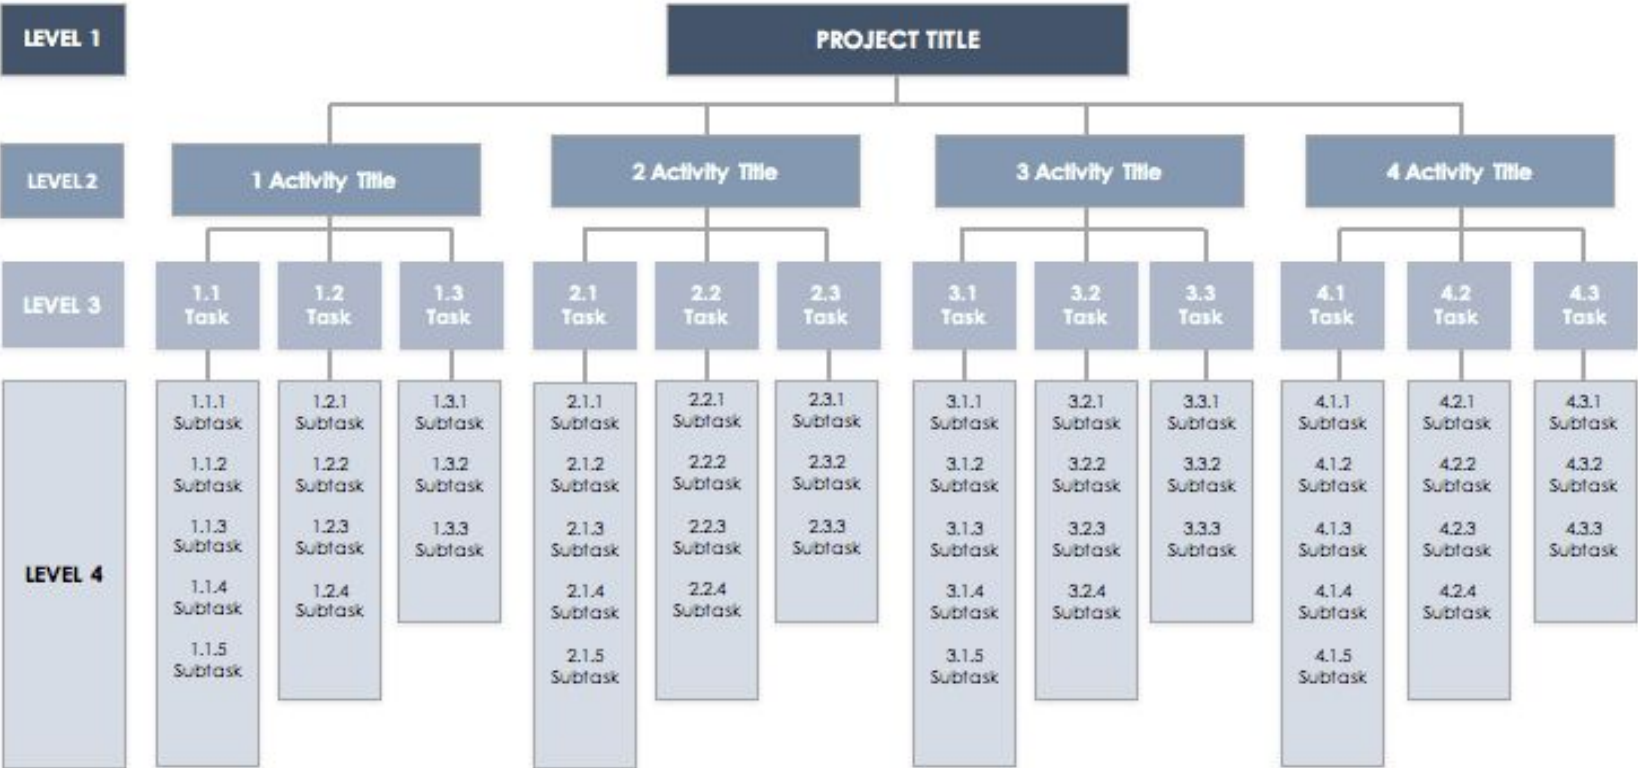 LEVEL 1
PROJECT TITLE
LEVEL 2
1 Activity Title
2 Activity Title
3 Activity Title
4 Activity Title
LEVEL 3
1.1
Task
1.2
Task
1.3
Task
2.1
Task
2.2
Task
2.3
Task
3.1
Task
3.2
Task
3.3
Task
4.1
Task
4.2
Task
4.3
Task
LEVEL 4
1.1.1
Subtask
1.1.2
Subtask
1.1.3
Subtask
1.1.4
Subtask
1.1.5
Subtask
1.2.1
Subtask
1.2.2
Subtask
1.2.3
Subtask
1.2.4
Subtask
1.3.1
Subtask
1.3.2
Subtask
1.3.3
Subtask
2.1.1
Subtask
2.1.2
Subtask
2.1.3
Subtask
2.1.4
Subtask
2.1.5
Subtask
2.2.1
Subtask
2.2.2
Subtask
2.2.3
Subtask
2.2.4
Subtask
2.3.1
Subtask
2.3.2
Subtask
2.3.3
Subtask
3.1.1
Subtask
3.1.2
Subtask
3.1.3
Subtask
3.1.4
Subtask
3.1.5
Subtask
3.2.1
Subtask
3.2.2
Subtask
3.2.3
Subtask
3.2.4
Subtask
3.3.1
Subtask
3.3.2
Subtask
3.3.3
Subtask
4.1.1
Subtask
4.1.2
Subtask
4.1.3
Subtask
4.1.4
Subtask
4.1.5
Subtask
4.2.1
Subtask
4.2.2
Subtask
4.2.3
Subtask
4.2.4
Subtask
4.3.1
Subtask
4.3.2
Subtask
4.3.3
Subtask